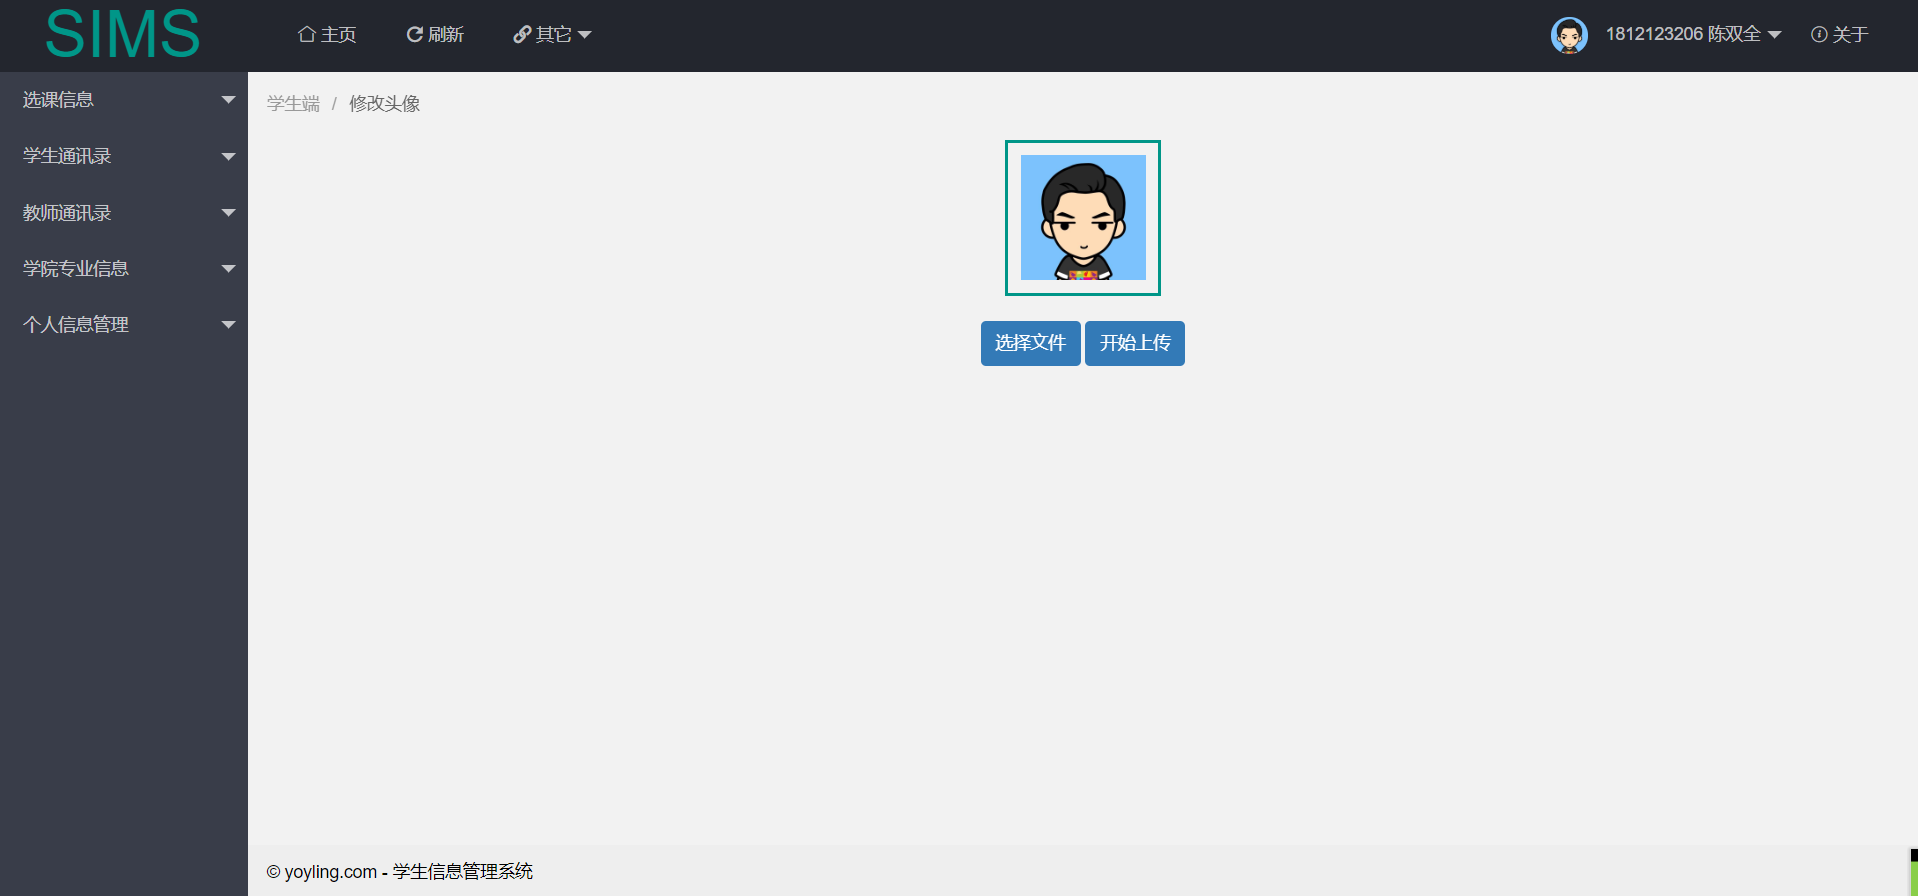 SIMS
主页 刷新 其它 1812123206 陈双全 关于
选课信息
学生通讯录
教师通讯录
学院专业信息
个人信息管理
学生端 / 修改头像
选择文件 开始上传
© yoyling.com - 学生信息管理系统